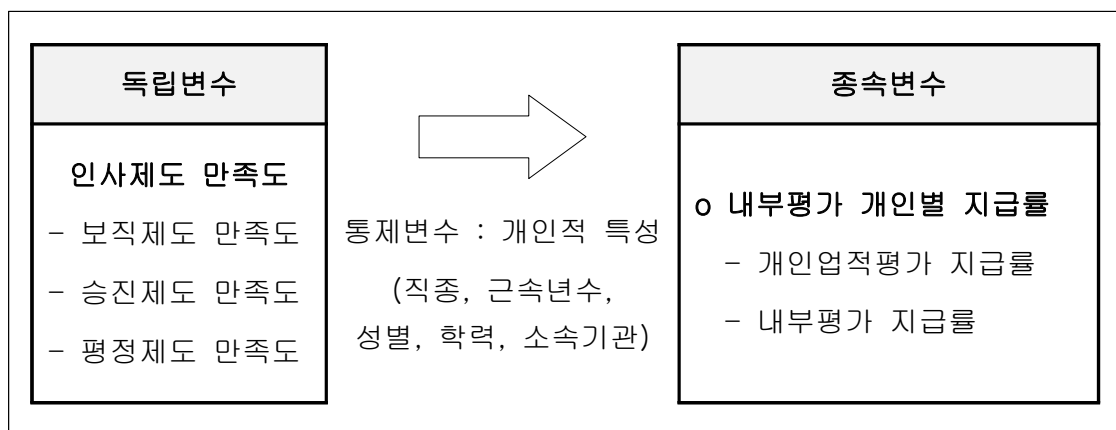 독립변수
인사제도 만족도
- 보직제도 만족도
- 승진제도 만족도
- 평정제도 만족도
통제변수 : 개인적 특성
(직종, 근속년수,
성별, 학력, 소속기관)
종속변수
o 내부평가 개인별 지급률
- 개인업적평가 지급률
- 내부평가 지급률